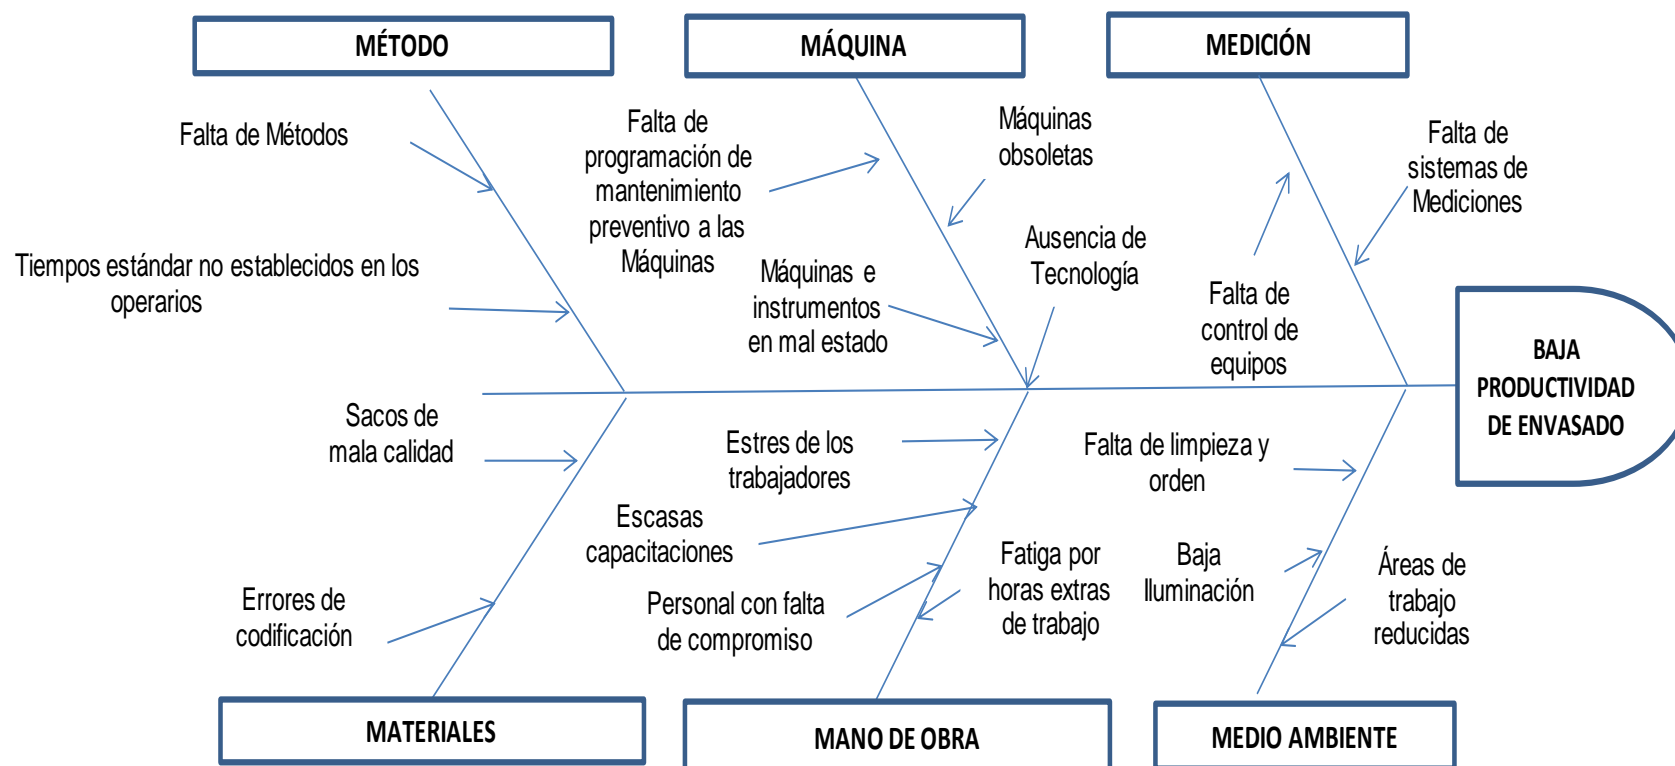 MÉTODO
MÁQUINA
MEDICIÓN
Falta de Métodos
Tiempos estándar no establecidos en los
operarios
Falta de
programación de
mantenimiento
preventivo a las
Máquinas
Máquinas
obsoletas
Máquinas e
instrumentos
en mal estado
Ausencia de
Tecnología
Falta de
control de
equipos
Falta de
sistemas de
Mediciones
BAJA
PRODUCTIVIDAD
DE ENVASADO
Sacos de
mala calidad
Errores de
codificación
Estres de los
trabajadores
Escasas
capacitaciones
Personal con falta
de compromiso
Fatiga por
horas extras
de trabajo
Falta de limpieza y
orden
Baja
Iluminación
Áreas de
trabajo
reducidas
MATERIALES
MANO DE OBRA
MEDIO AMBIENTE